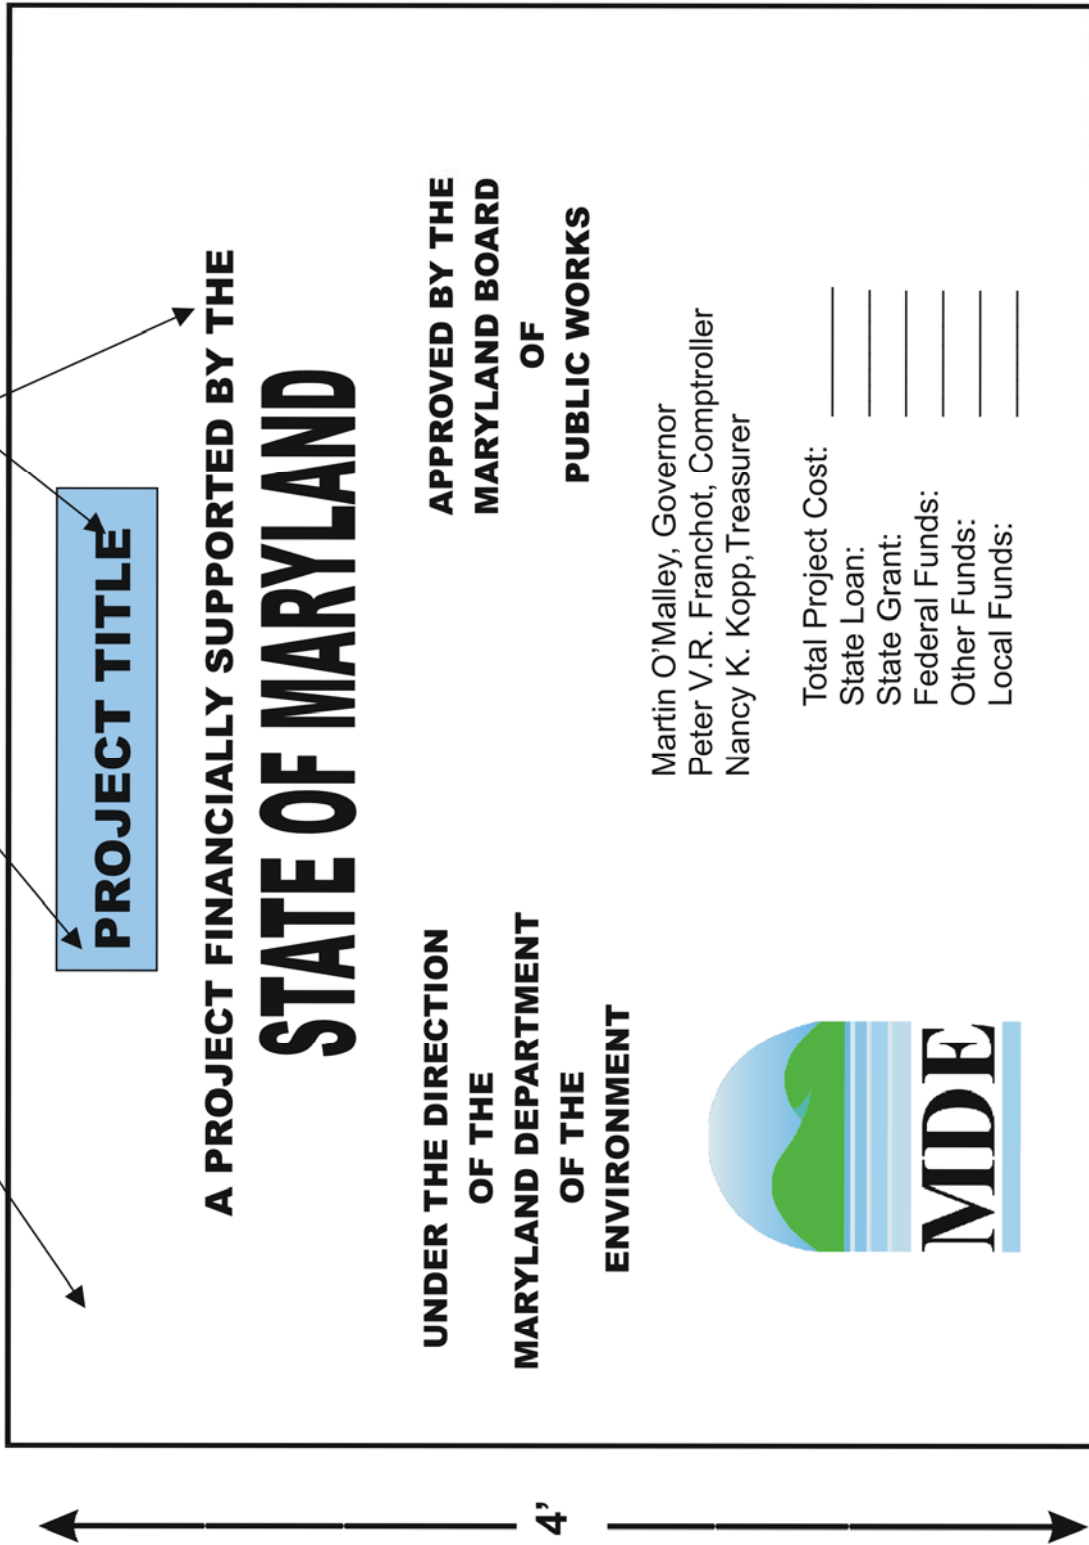 PROJECT TITLE
A PROJECT FINANCIALLY SUPPORTED BY THE
STATE OF MARYLAND
UNDER THE DIRECTION
OF THE
MARYLAND DEPARTMENT
OF THE
ENVIRONMENT
APPROVED BY THE
MARYLAND BOARD
OF
PUBLIC WORKS
Martin O'Malley, Governor
Peter V.R. Franchot, Comptroller
Nancy K. Kopp,Treasurer
Total Project Cost:
State Loan:
State Grant:
Federal Funds:
Other Funds:
Local Funds:
MDE
4'